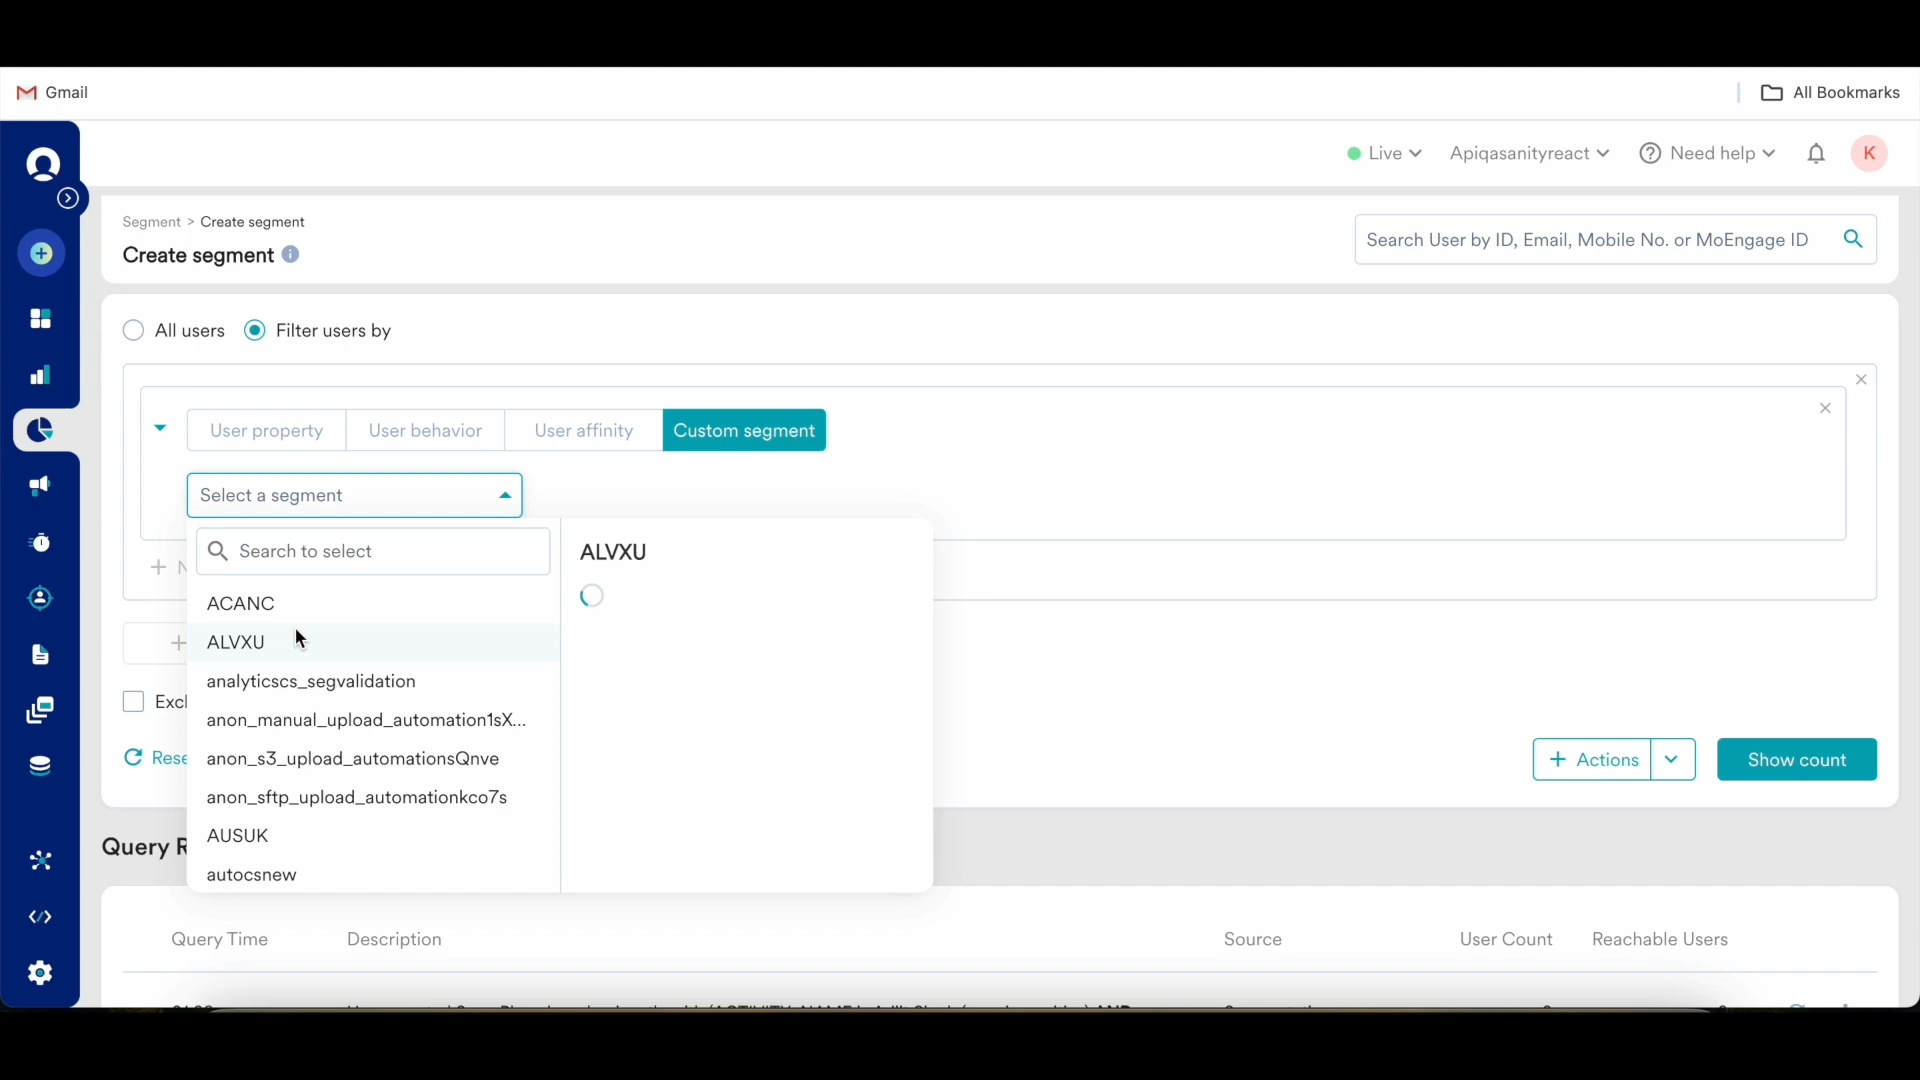 Gmail
All Bookmarks
Live
Apiqasanityreact
Need help
K
Segment > Create segment
Create segment
Search User by ID, Email, Mobile No. or MoEngage ID
All users
Filter users by
User property
User behavior
User affinity
Custom segment
Select a segment
Search to select
ALVXU
+ N
ACANC
+
ALVXU
analyticscs_segvalidation
Excl
anon_manual_upload_automation1sX...
Rese
anon_s3_upload_automationsQnve
+ Actions
Show count
anon_sftp_upload_automationkco7s
AUSUK
Query R
autocsnew
Query Time
Description
Source
User Count
Reachable Users